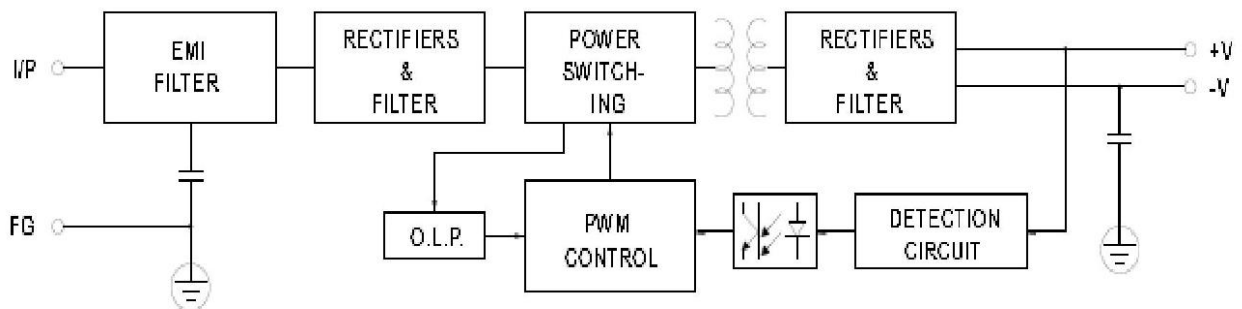 I/P
EMI
FILTER
RECTIFIERS
&
FILTER
POWER
SWITCH-
ING
RECTIFIERS
&
FILTER
+V
-V
FG
O.L.P.
PWM
CONTROL
DETECTION
CIRCUIT